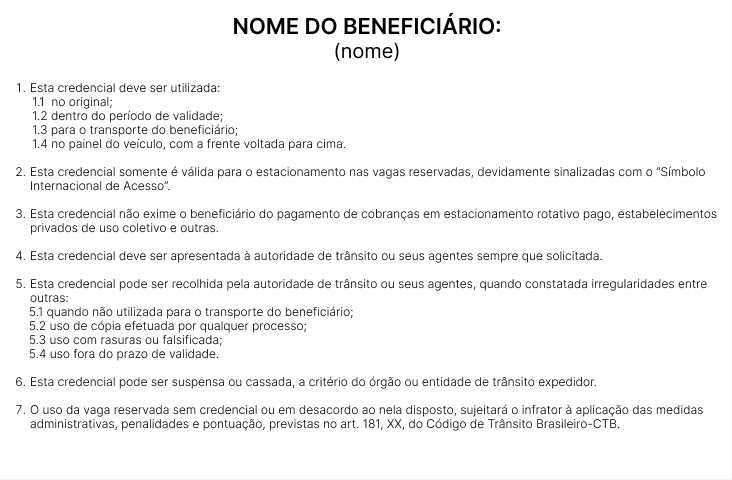 NOME DO BENEFICIÁRIO:
(nome)
1. Esta credencial deve ser utilizada:
1.1 no original;
1.2 dentro do período de validade;
1.3 para o transporte do beneficiário;
1.4 no painel do veículo, com a frente voltada para cima.
2. Esta credencial somente é válida para o estacionamento nas vagas reservadas, devidamente sinalizadas com o “Símbolo
Internacional de Acesso”.
3. Esta credencial não exime o beneficiário do pagamento de cobranças em estacionamento rotativo pago, estabelecimentos
privados de uso coletivo e outras.
4. Esta credencial deve ser apresentada à autoridade de trânsito ou seus agentes sempre que solicitada.
5. Esta credencial pode ser recolhida pela autoridade de trânsito ou seus agentes, quando constatada irregularidades entre
outras:
5.1 quando não utilizada para o transporte do beneficiário;
5.2 uso de cópia efetuada por qualquer processo;
5.3 uso com rasuras ou falsificada;
5.4 uso fora do prazo de validade.
6. Esta credencial pode ser suspensa ou cassada, a critério do órgão ou entidade de trânsito expedidor.
7. O uso da vaga reservada sem credencial ou em desacordo ao nela disposto, sujeitará o infrator à aplicação das medidas
administrativas, penalidades e pontuação, previstas no art. 181, XX, do Código de Trânsito Brasileiro-CTB.